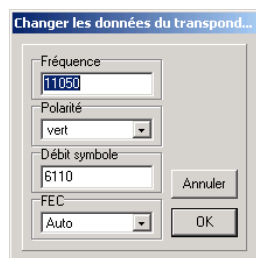 Changer les données du transpond...
Fréquence
11050
Polarité
vert
Débit symbole
6110
FEC
Auto
Annuler
OK